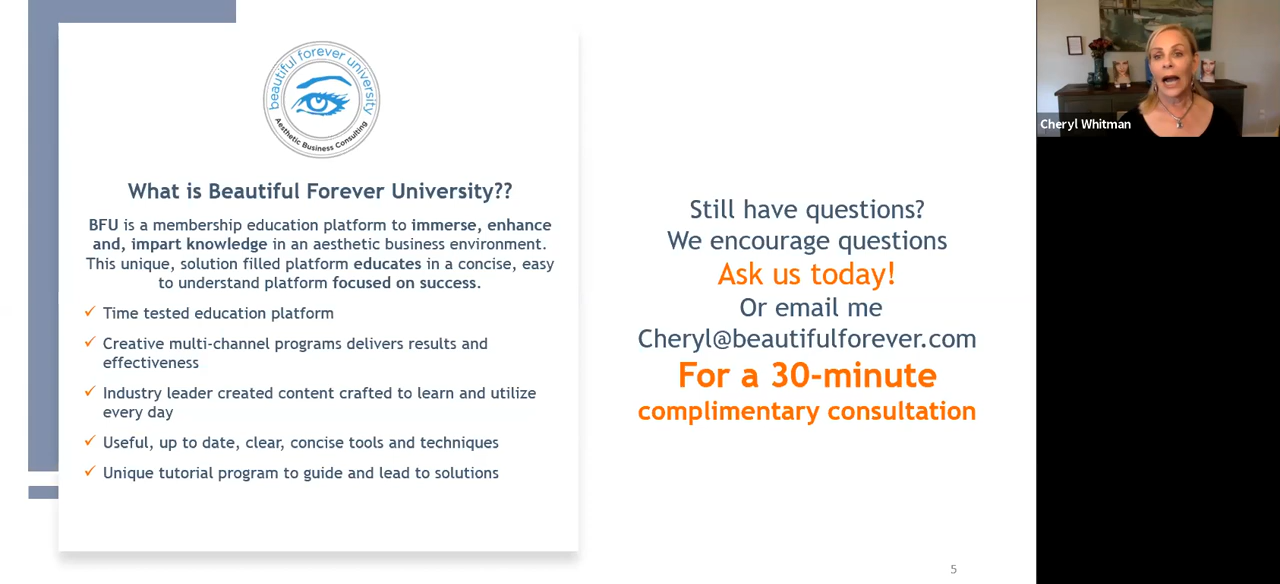 beautiful forever university
Aesthetic Business Consulting
What is Beautiful Forever University??
BFU is a membership education platform to immerse, enhance
and, impart knowledge in an aesthetic business environment.
This unique, solution filled platform educates in a concise, easy
to understand platform focused on success.
✓ Time tested education platform
✓ Creative multi-channel programs delivers results and
effectiveness
✓ Industry leader created content crafted to learn and utilize
every day
✓ Useful, up to date, clear, concise tools and techniques
✓ Unique tutorial program to guide and lead to solutions
Still have questions?
We encourage questions
Ask us today!
Or email me
Cheryl@beautifulforever.com
For a 30-minute
complimentary consultation
5
Cheryl Whitman